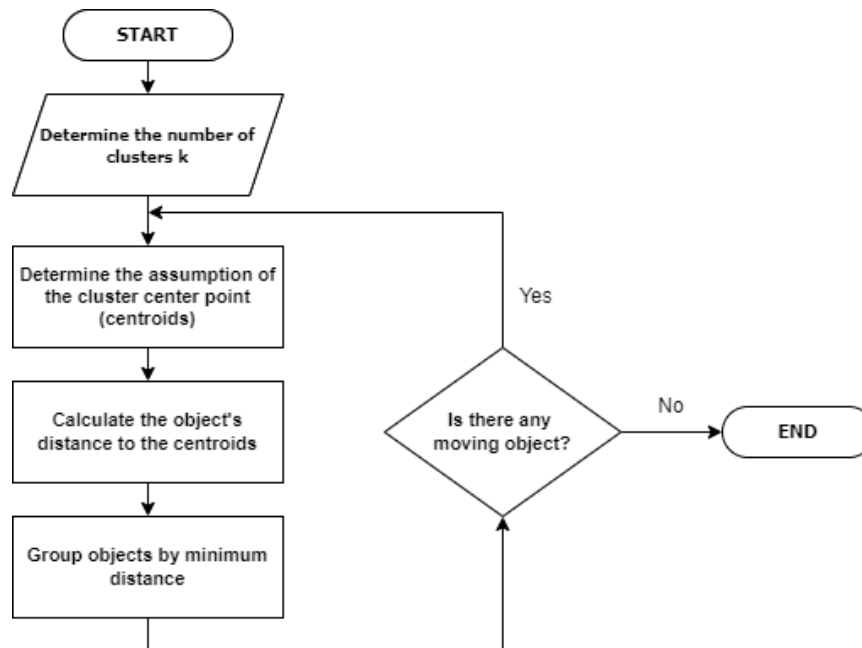 START
Determine the number of
clusters k
Determine the assumption of
the cluster center point
(centroids)
Calculate the object's
distance to the centroids
Group objects by minimum
distance
Yes
Is there any
moving object?
No
END